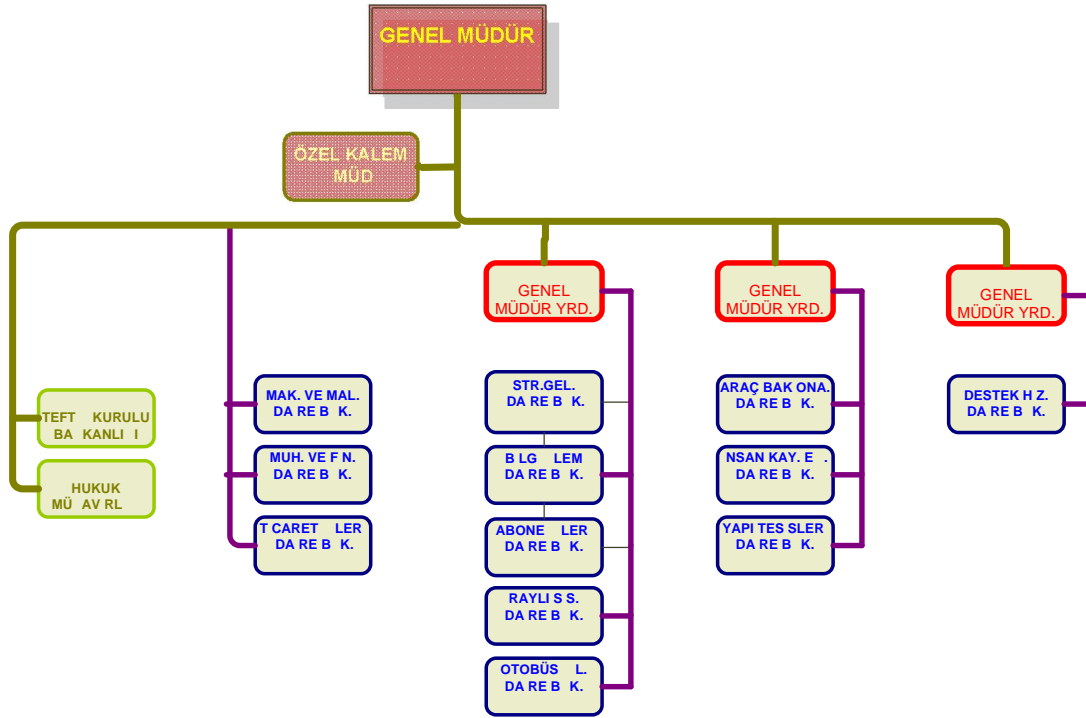 GENEL MÜDÜR
ÖZEL KALEM
MÜD
GENEL
MÜDÜR YRD.
GENEL
MÜDÜR YRD.
GENEL
MÜDÜR YRD.
TEFT KURULU
BA KANLI I
HUKUK
MÜ AV RL
MAK. VE MAL.
DA RE B K.
MUH. VE F N.
DA RE B K.
T CARET LER
DA RE B K.
STR.GEL.
DA RE B K.
B LG LEM
DA RE B K.
ABONE LER
DA RE B K.
RAYLI S S.
DA RE B K.
OTOBÜS L.
DA RE B K.
ARAÇ BAK ONA.
DA RE B K.
NSAN KAY. E .
DA RE B K.
YAPI TES SLER
DA RE B K.
DESTEK H Z.
DA RE B K.